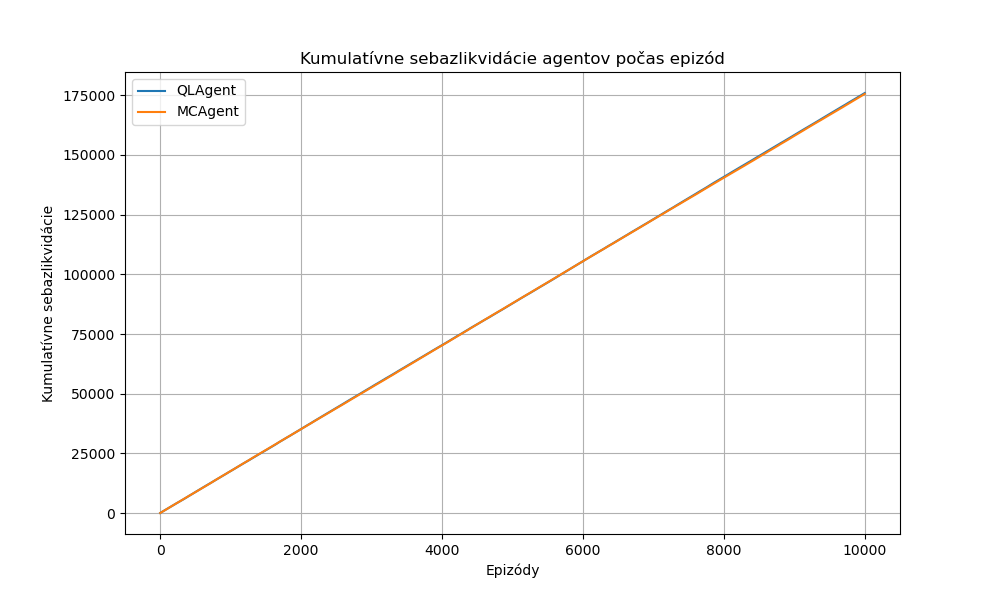 Kumulatívne sebazlikvidácie agentov počas epizód
QLAgent
MCAgent
Kumulatívne sebazlikvidácie
175000
150000
125000
100000
75000
50000
25000
0
0 2000 4000 6000 8000 10000
Epizódy